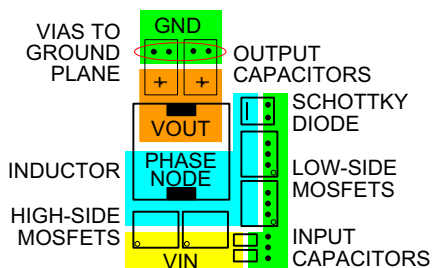 VIAS TO
GROUND
PLANE
GND
OUTPUT
CAPACITORS
+ +
VOUT
SCHOTTKY
DIODE
INDUCTOR
PHASE
NODE
LOW-SIDE
MOSFETS
HIGH-SIDE
MOSFETS
VIN
INPUT
CAPACITORS